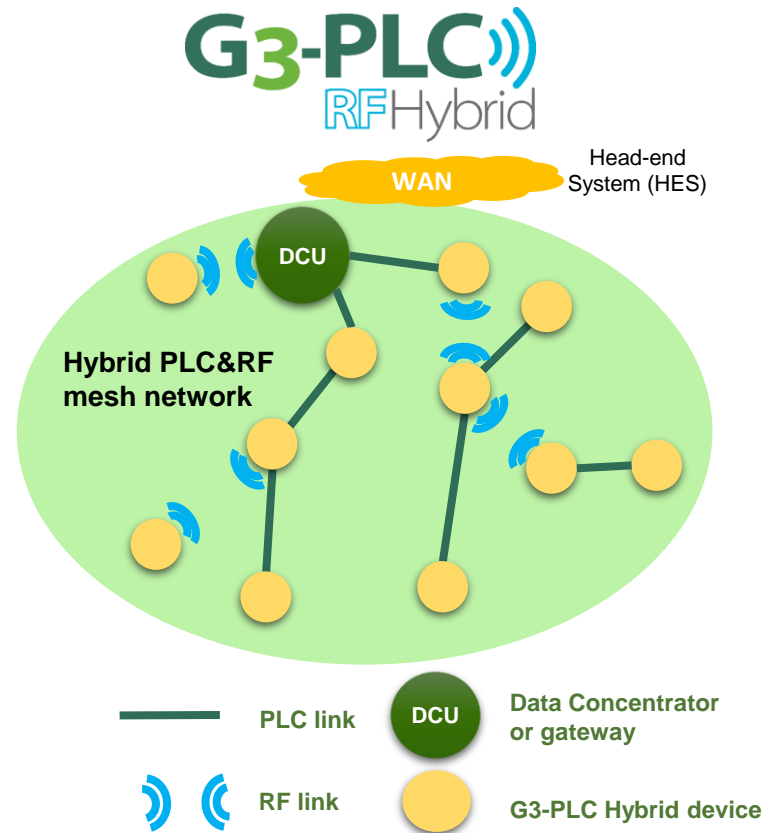 G3-PLC
RFHybrid
WAN
Head-end
System (HES)
DCU
Hybrid PLC&RF
mesh network
PLC link
DCU
Data Concentrator
or gateway
RF link
G3-PLC Hybrid device